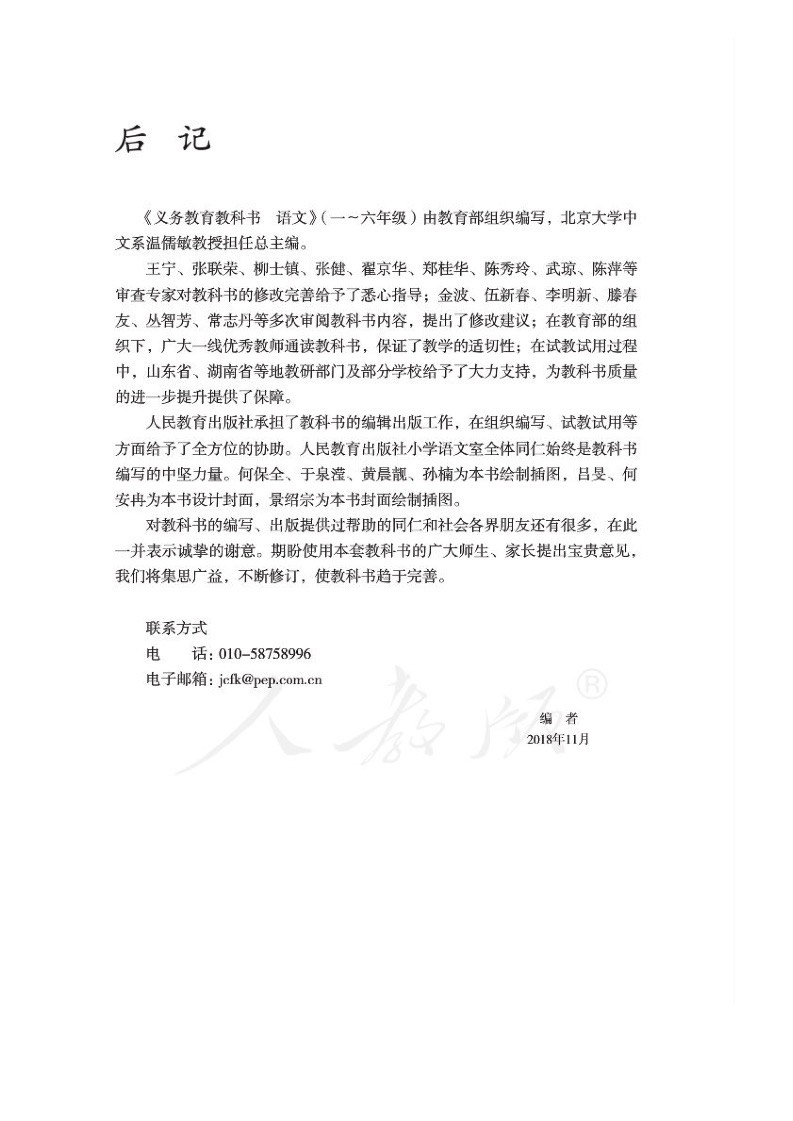 后 记
《义务教育教科书 语文》（一～六年级）由教育部组织编写，北京大学中
文系温儒敏教授担任总主编。
王宁、张联荣、柳士镇、张健、翟京华、郑桂华、陈秀玲、武琼、陈萍等
审查专家对教科书的修改完善给予了悉心指导；金波、伍新春、李明新、滕春
友、丛智芳、常志丹等多次审阅教科书内容，提出了修改建议；在教育部的组
织下，广大一线优秀教师通读教科书，保证了教学的适切性；在试教试用过程
中，山东省、湖南省等地教研部门及部分学校给予了大力支持，为教科书质量
的进一步提升提供了保障。
人民教育出版社承担了教科书的编辑出版工作，在组织编写、试教试用等
方面给予了全方位的协助。人民教育出版社小学语文室全体同仁始终是教科书
编写的中坚力量。何保全、于泉滢、黄晨靓、孙楠为本书绘制插图，吕旻、何
安冉为本书设计封面，景绍宗为本书封面绘制插图。
对教科书的编写、出版提供过帮助的同仁和社会各界朋友还有很多，在此
一并表示诚挚的谢意。期盼使用本套教科书的广大师生、家长提出宝贵意见，
我们将集思广益，不断修订，使教科书趋于完善。
联系方式
电 话：010–58758996
电子邮箱：jcfk@pep.com.cn
人教版®
编 者
2018年11月